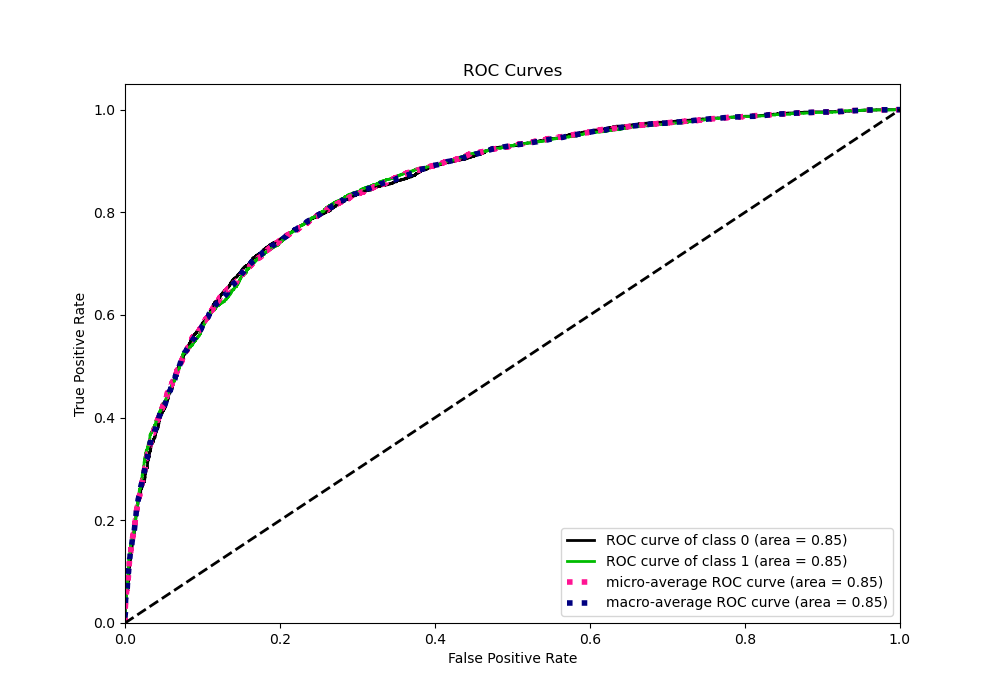 ROC Curves
True Positive Rate
1.0
0.8
0.6
0.4
0.2
0.0
ROC curve of class 0 (area = 0.85)
ROC curve of class 1 (area = 0.85)
micro-average ROC curve (area = 0.85)
macro-average ROC curve (area = 0.85)
0.0 0.2 0.4 0.6 0.8 1.0
False Positive Rate